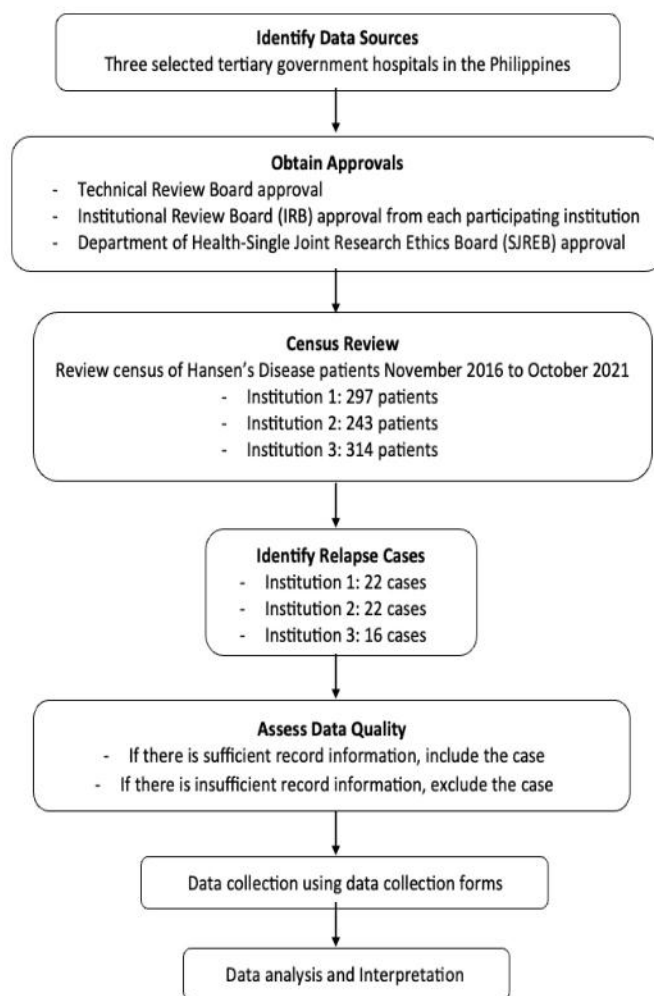 Identify Data Sources
Three selected tertiary government hospitals in the Philippines
Obtain Approvals
- Technical Review Board approval
- Institutional Review Board (IRB) approval from each participating institution
- Department of Health-Single Joint Research Ethics Board (SJREB) approval
Census Review
Review census of Hansen's Disease patients November 2016 to October 2021
- Institution 1: 297 patients
- Institution 2: 243 patients
- Institution 3: 314 patients
Identify Relapse Cases
- Institution 1: 22 cases
- Institution 2: 22 cases
- Institution 3: 16 cases
Assess Data Quality
- If there is sufficient record information, include the case
- If there is insufficient record information, exclude the case
Data collection using data collection forms
Data analysis and Interpretation